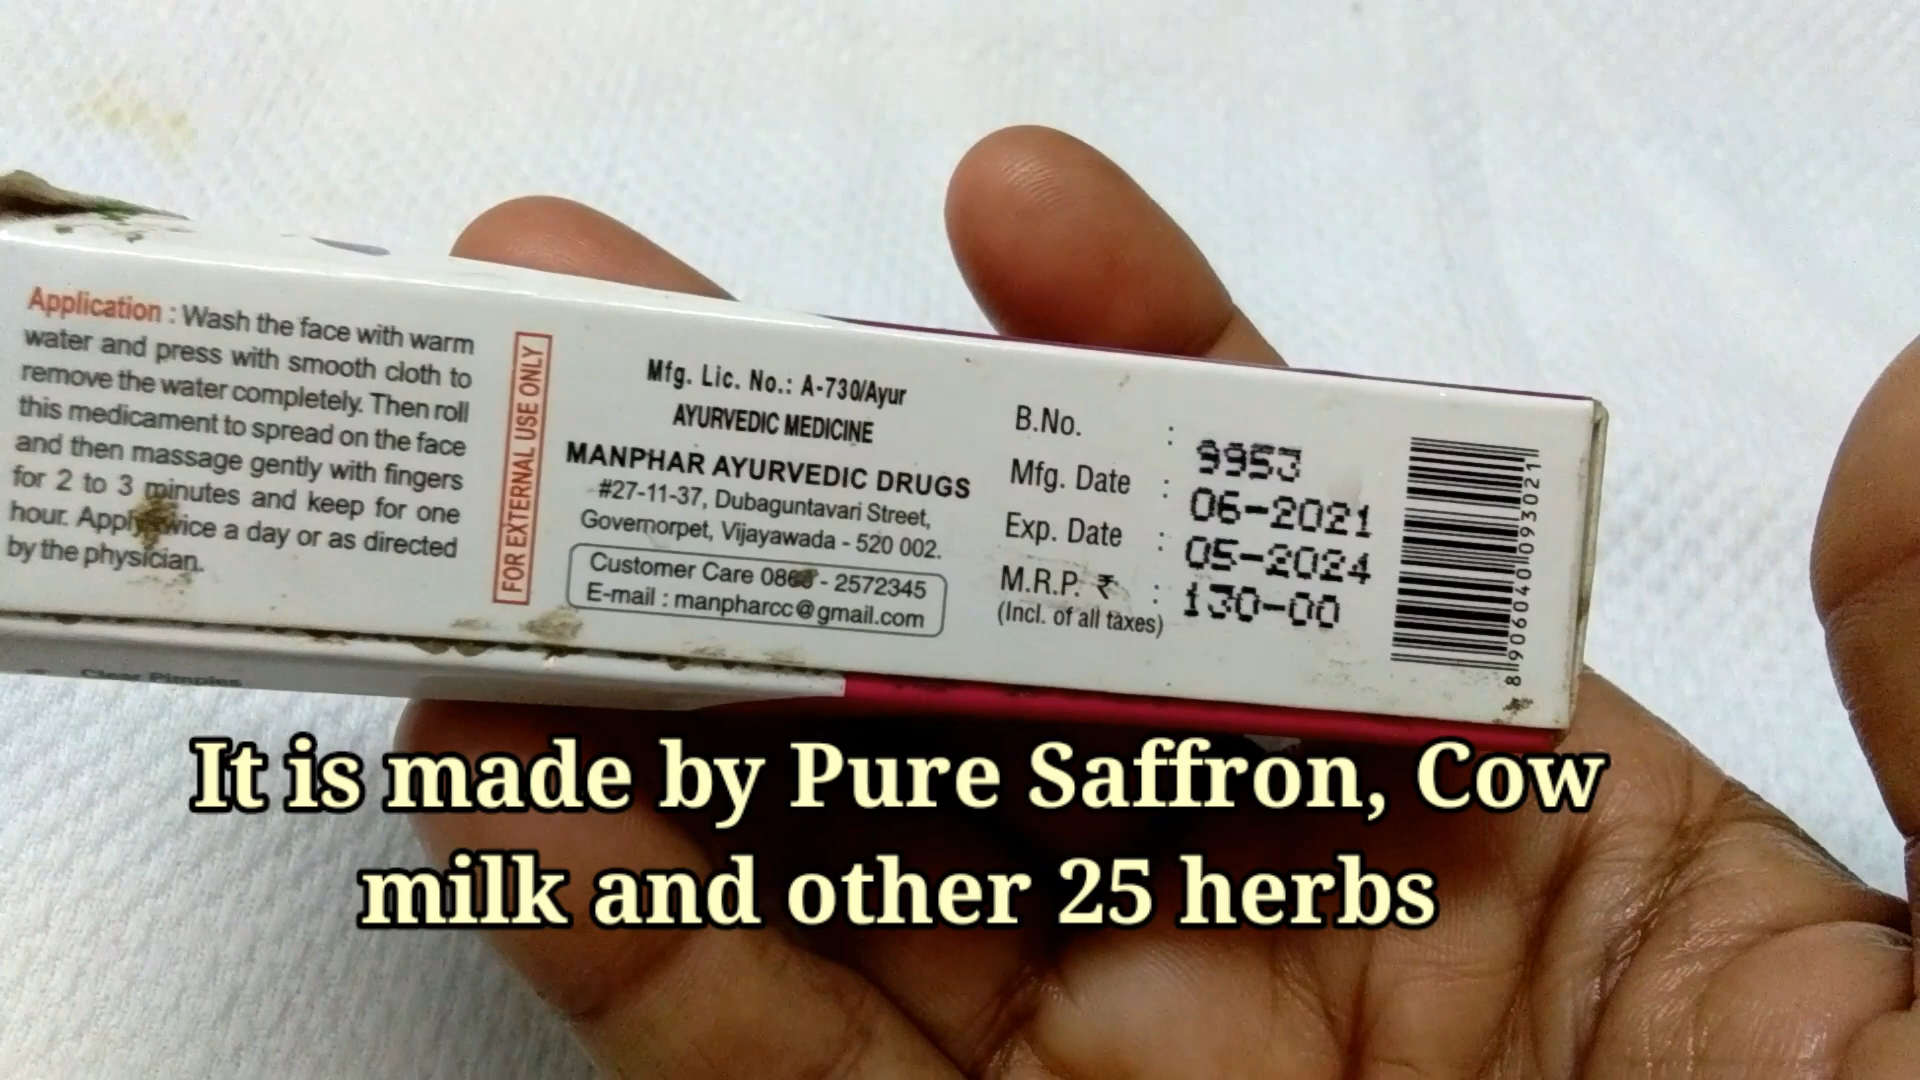 Application : Wash the face with warm
water and press with smooth cloth to
remove the water completely. Then roll
this medicament to spread on the face
and then massage gently with fingers
for 2 to 3 minutes and keep for one
hour. Apply twice a day or as directed
by the physician.
FOR EXTERNAL USE ONLY
Mfg. Lic. No.: A-730/Ayur
AYURVEDIC MEDICINE
MANPHAR AYURVEDIC DRUGS
#27-11-37, Dubaguntavari Street,
Governorpet, Vijayawada - 520 002.
Customer Care 0866 - 2572345
E-mail : manpharcc@gmail.com
B.No. : 9953
Mfg. Date : 06-2021
Exp. Date : 05-2024
M.R.P. ₹ : 130-00
(Incl. of all taxes)
8 906040 093021
Clear Pimples
It is made by Pure Saffron, Cow
milk and other 25 herbs